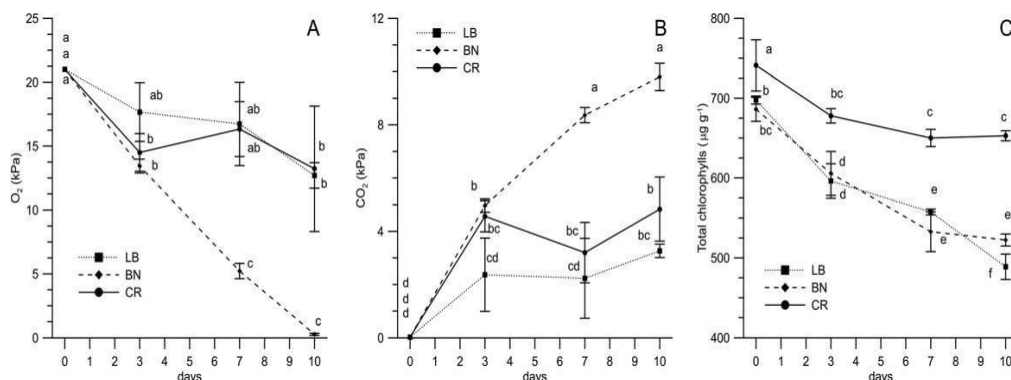 A
25
20
15
10
5
0
O₂ (kPa)
a
a
a
ab
b
b
ab
ab
c
b
b
c
LB
BN
CR
0 1 2 3 4 5 6 7 8 9 10
days
B
12
8
4
0
CO₂ (kPa)
LB
BN
CR
a
a
b
b
bc
bc
bc
cd
cd
d
d
d
0 1 2 3 4 5 6 7 8 9 10
days
C
800
700
600
500
400
Total chlorophylls (µg g⁻¹)
a
b
bc
bc
c
c
d
d
e
e
e
f
LB
BN
CR
0 1 2 3 4 5 6 7 8 9 10
days